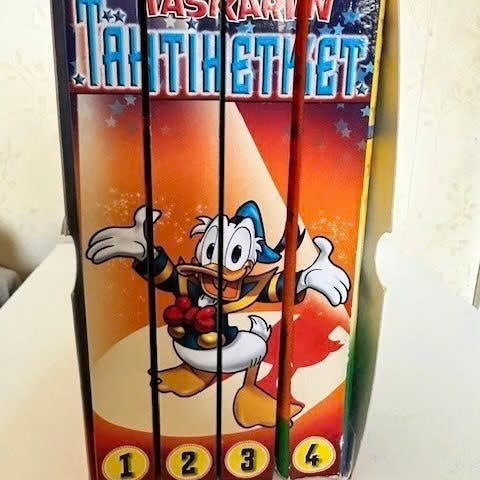 TASKARIN
TÄHTIHETKET
1 2 3 4